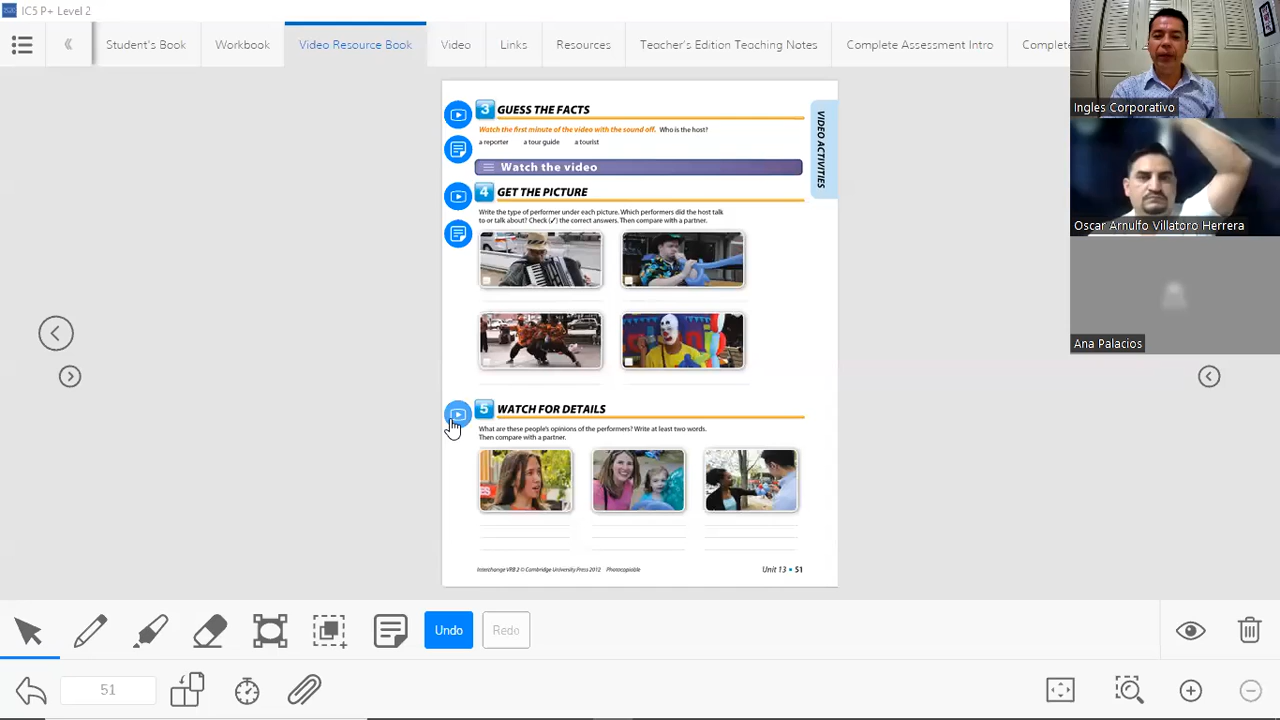 IC5 P+ Level 2
Student's Book
Workbook
Video Resource Book
Video
Links
Resources
Teacher's Edition Teaching Notes
Complete Assessment Intro
Complete
Ingles Corporativo
Oscar Arnulfo Villatoro Herrera
Ana Palacios
VIDEO ACTIVITIES
3 GUESS THE FACTS
Watch the first minute of the video with the sound off. Who is the host?
a reporter a tour guide a tourist
Watch the video
4 GET THE PICTURE
Write the type of performer under each picture. Which performers did the host talk
to or talk about? Check (✓) the correct answers. Then compare with a partner.
5 WATCH FOR DETAILS
What are these people's opinions of the performers? Write at least two words.
Then compare with a partner.
Interchange VRB 2 © Cambridge University Press 2012 Photocopiable
Unit 13 • 51
Undo
Redo
51